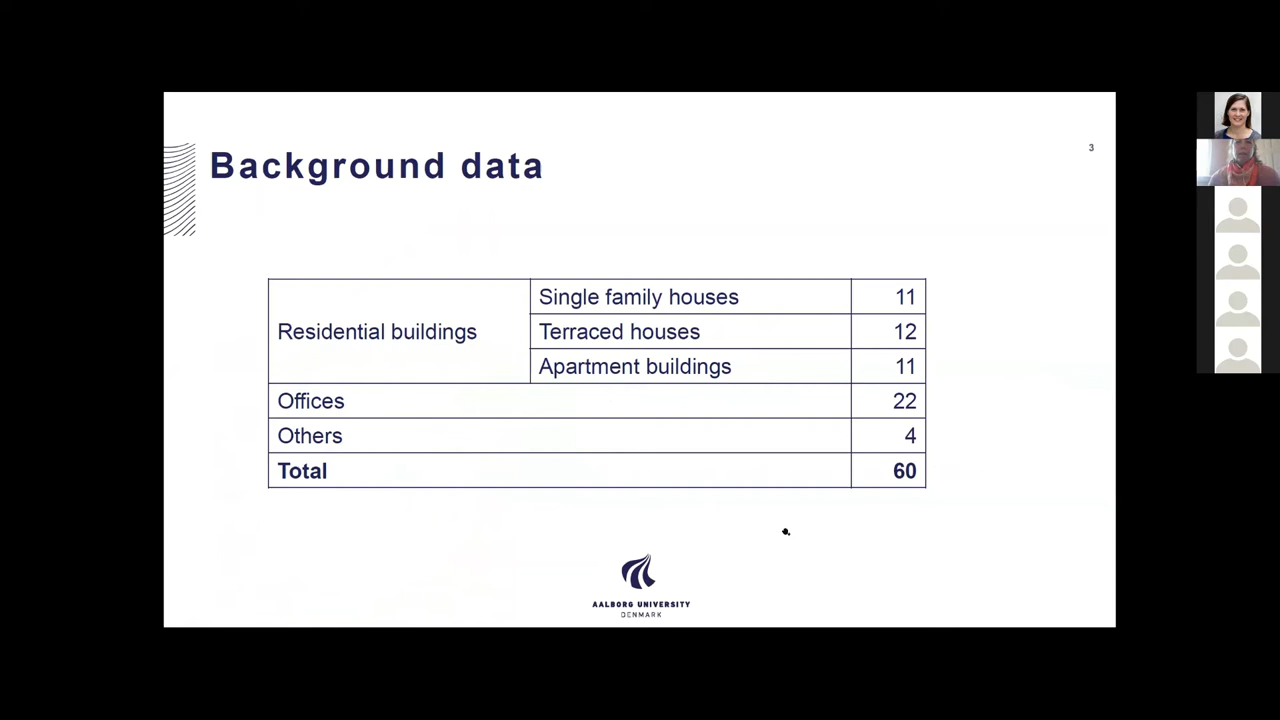 3
Background data
Single family houses 11
Residential buildings Terraced houses 12
Apartment buildings 11
Offices 22
Others 4
Total 60
AALBORG UNIVERSITY
DENMARK